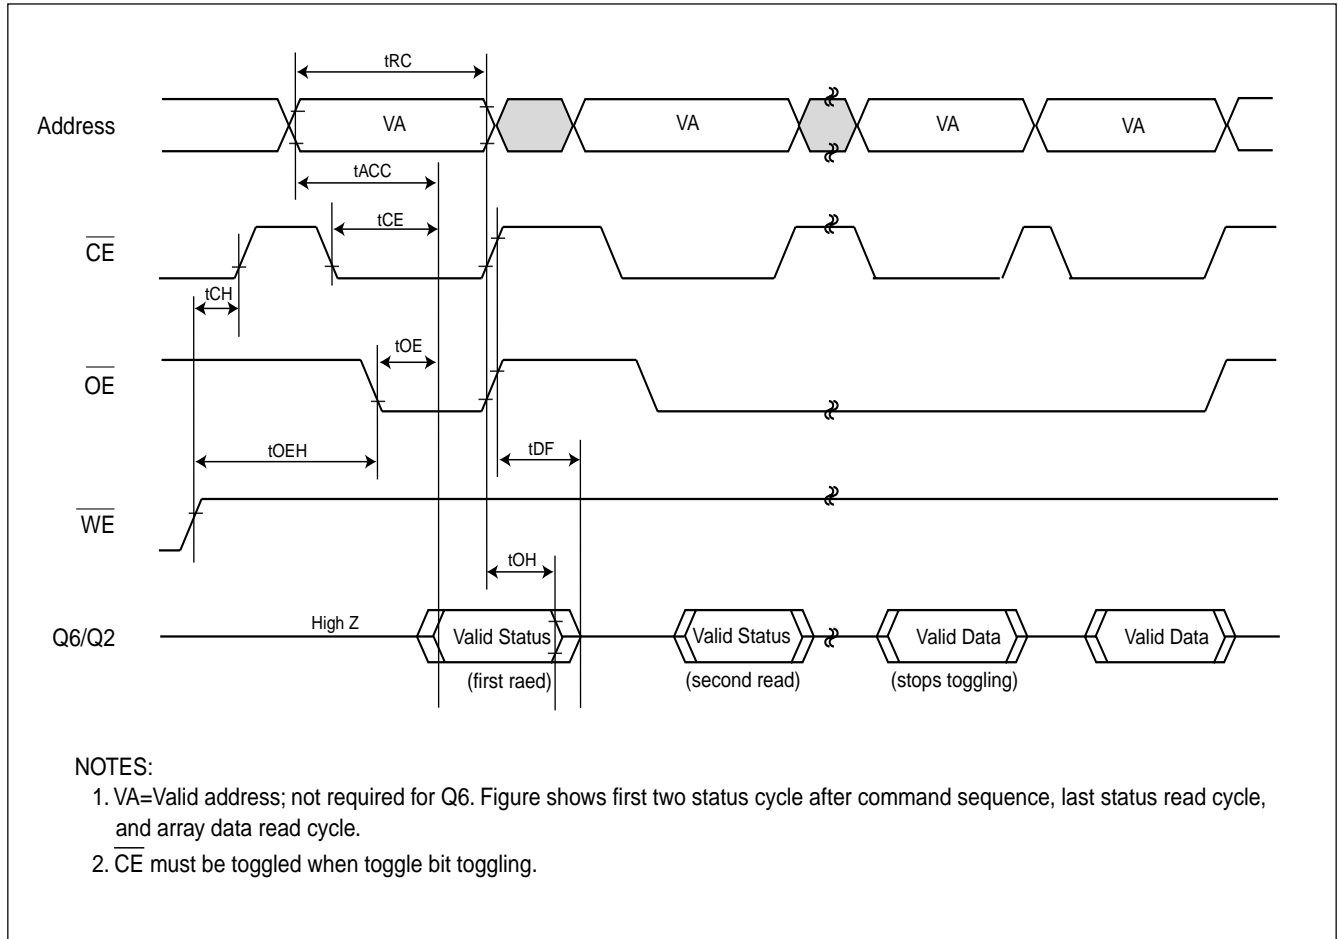 tRC
Address
VA
VA
VA
VA
tACC
tCE
CE
tCH
tOE
OE
tOEH
tDF
WE
tOH
High Z
Q6/Q2
Valid Status
Valid Status
Valid Data
Valid Data
(first raed)
(second read)
(stops toggling)
NOTES:
1. VA=Valid address; not required for Q6. Figure shows first two status cycle after command sequence, last status read cycle,
and array data read cycle.
2. CE must be toggled when toggle bit toggling.